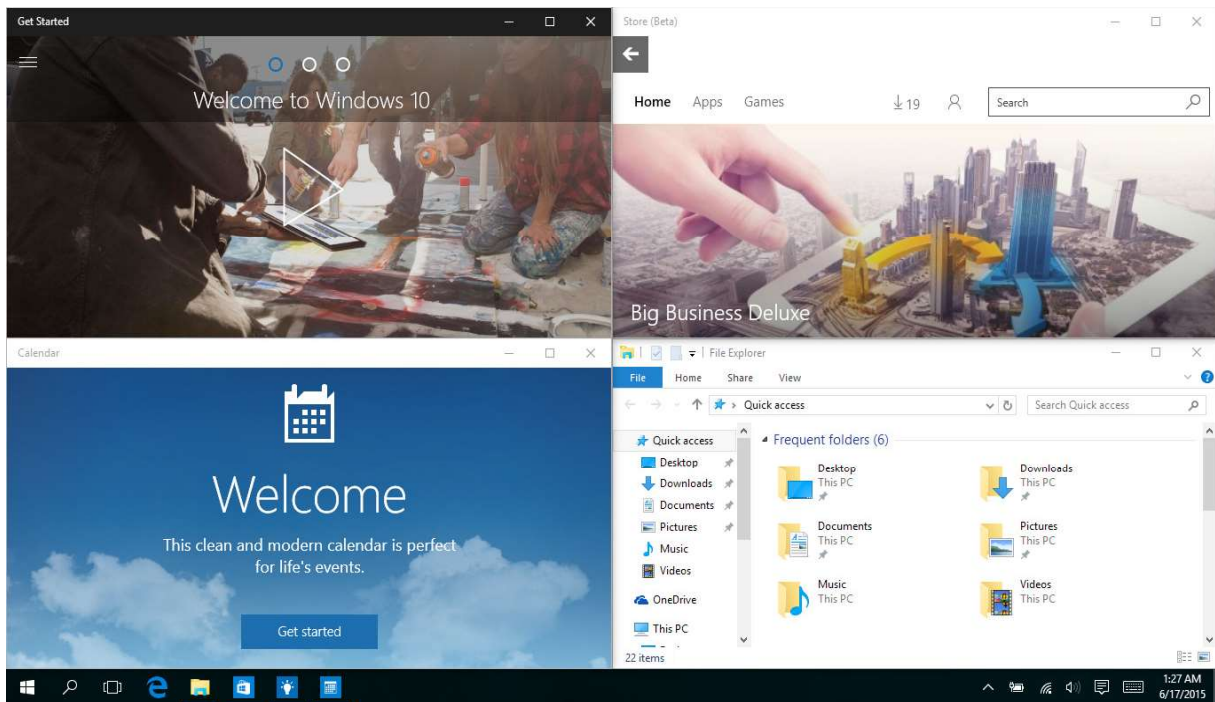 Get Started
Welcome to Windows 10
Store (Beta)
Home Apps Games 19 Search
Big Business Deluxe
Calendar
Welcome
This clean and modern calendar is perfect
for life's events.
Get started
File Explorer
File Home Share View
Quick access Search Quick access
Quick access
Desktop
Downloads
Documents
Pictures
Music
Videos
OneDrive
This PC
22 items
Frequent folders (6)
Desktop
This PC
Downloads
This PC
Documents
This PC
Pictures
This PC
Music
This PC
Videos
This PC
1:27 AM
6/17/2015